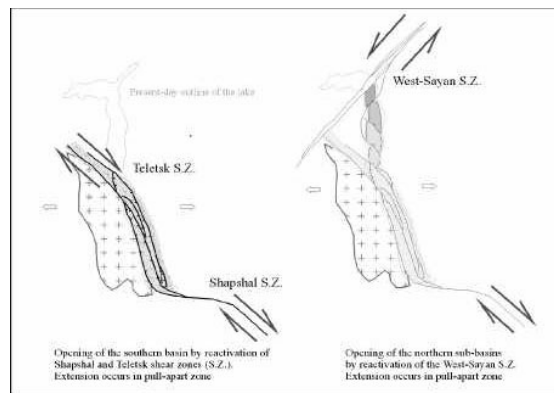 West-Sayan S.Z.
Present-day outline of the lake
Teletsk S.Z.
Shapshal S.Z.
Opening of the southern basin by reactivation of
Shapshal and Teletsk shear zones (S.Z.).
Extension occurs in pull-apart zone
Opening of the northern sub-basins
by reactivation of the West-Sayan S.Z.
Extension occurs in pull-apart zone